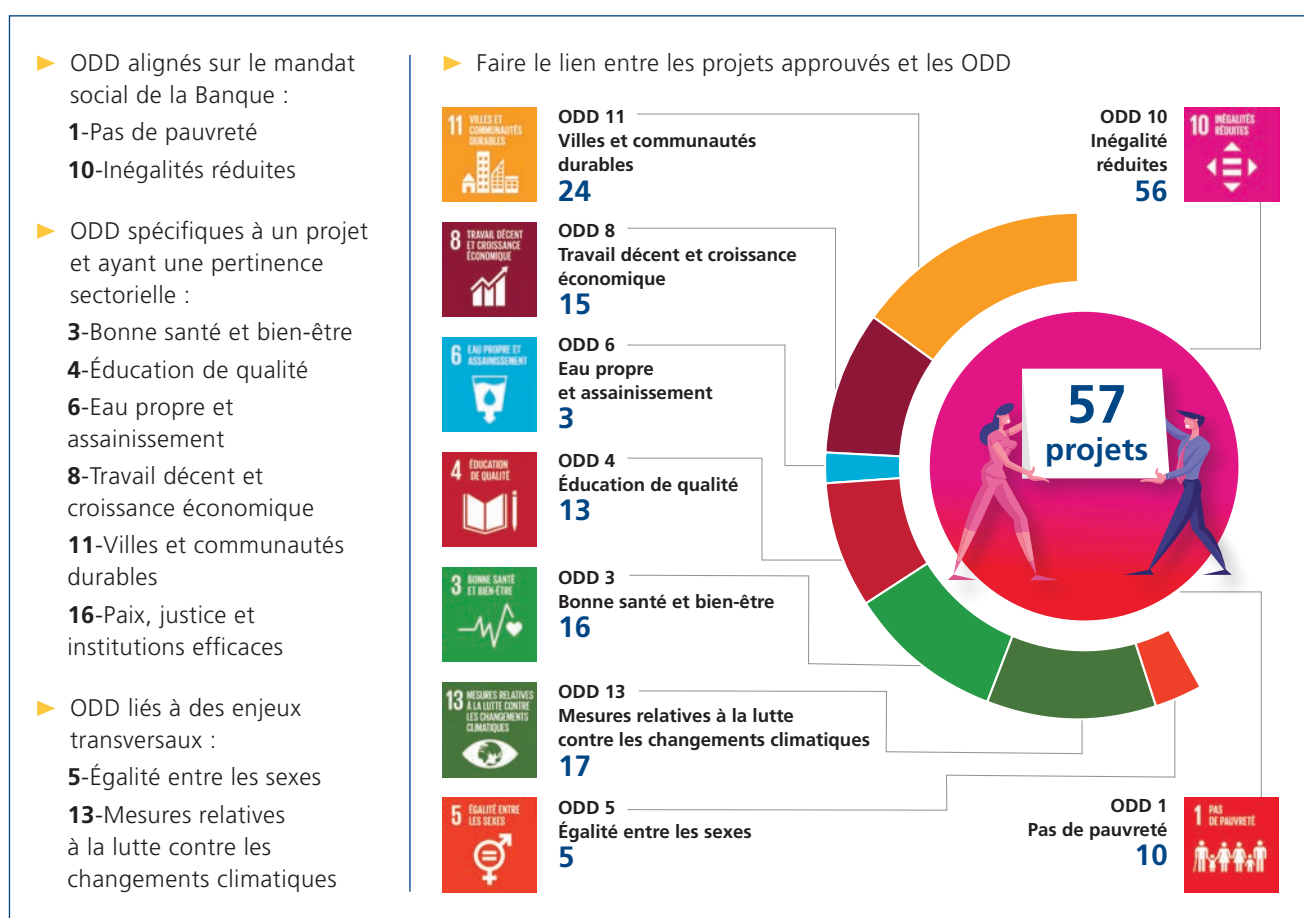 ► ODD alignés sur le mandat
social de la Banque :
1-Pas de pauvreté
10-Inégalités réduites
► ODD spécifiques à un projet
et ayant une pertinence
sectorielle :
3-Bonne santé et bien-être
4-Éducation de qualité
6-Eau propre et
assainissement
8-Travail décent et
croissance économique
11-Villes et communautés
durables
16-Paix, justice et
institutions efficaces
► ODD liés à des enjeux
transversaux :
5-Égalité entre les sexes
13-Mesures relatives
à la lutte contre les
changements climatiques
► Faire le lien entre les projets approuvés et les ODD
11 VILLES ET
COMMUNAUTÉS
DURABLES
ODD 11
Villes et communautés
durables
24
8 TRAVAIL DÉCENT
ET CROISSANCE
ÉCONOMIQUE
ODD 8
Travail décent et croissance
économique
15
6 EAU PROPRE ET
ASSAINISSEMENT
ODD 6
Eau propre
et assainissement
3
4 ÉDUCATION
DE QUALITÉ
ODD 4
Éducation de qualité
13
3 BONNE SANTÉ
ET BIEN-ÊTRE
ODD 3
Bonne santé et bien-être
16
13 MESURES RELATIVES
À LA LUTTE CONTRE
LES CHANGEMENTS
CLIMATIQUES
ODD 13
Mesures relatives à la lutte
contre les changements climatiques
17
5 ÉGALITÉ ENTRE
LES SEXES
ODD 5
Égalité entre les sexes
5
ODD 10
Inégalité
réduites
56
10 INÉGALITÉS
RÉDUITES
57
projets
ODD 1
Pas de pauvreté
10
1 PAS
DE PAUVRETÉ